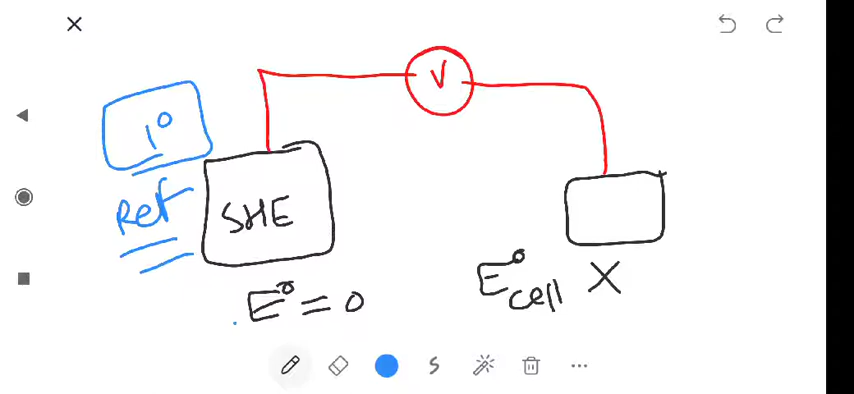 V
1°
Ref
SHE
E° = 0
E°cell X